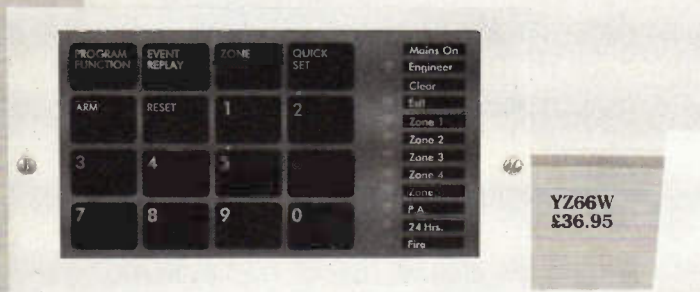 PROGRAM FUNCTION
EVENT REPLAY
ZONE
QUICK SET
ARM
RESET
1
2
3
4
5
7
8
9
0
Mains On
Engineer
Clear
Exit
Zone 1
Zone 2
Zone 3
Zone 4
Zone
P.A.
24 Hrs.
Fire
YZ66W
£36.95